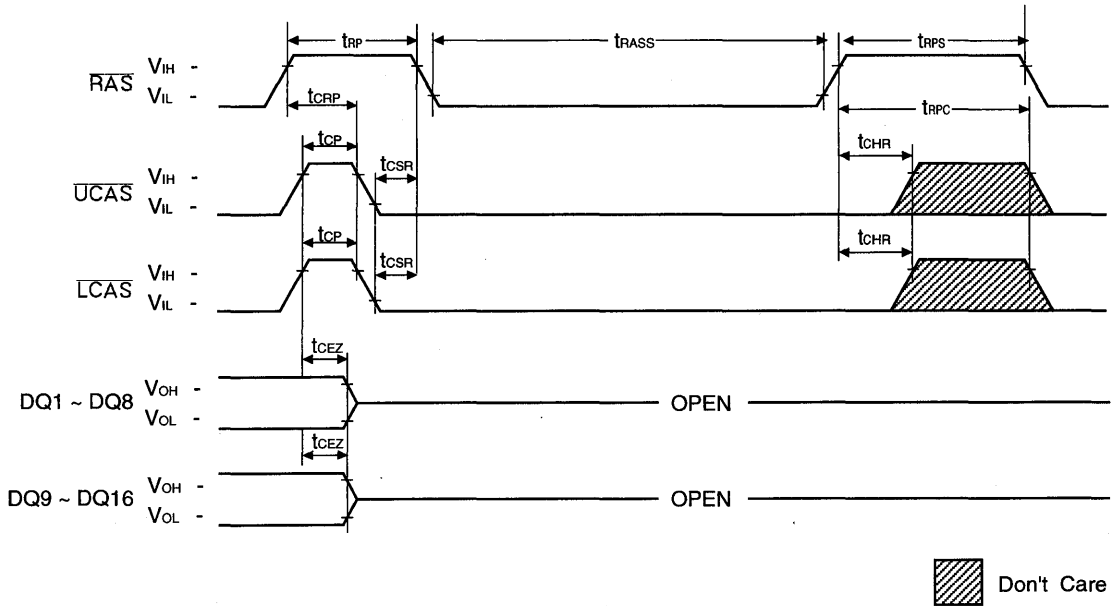 tRP
tRASS
tRPS
RAS
VIH -
VIL -
tCRP
tRPC
tCP
tCSR
tCHR
UCAS
VIH -
VIL -
tCP
tCSR
tCHR
LCAS
VIH -
VIL -
tCEZ
DQ1 ~ DQ8
VOH -
VOL -
OPEN
tCEZ
DQ9 ~ DQ16
VOH -
VOL -
OPEN
Don't Care